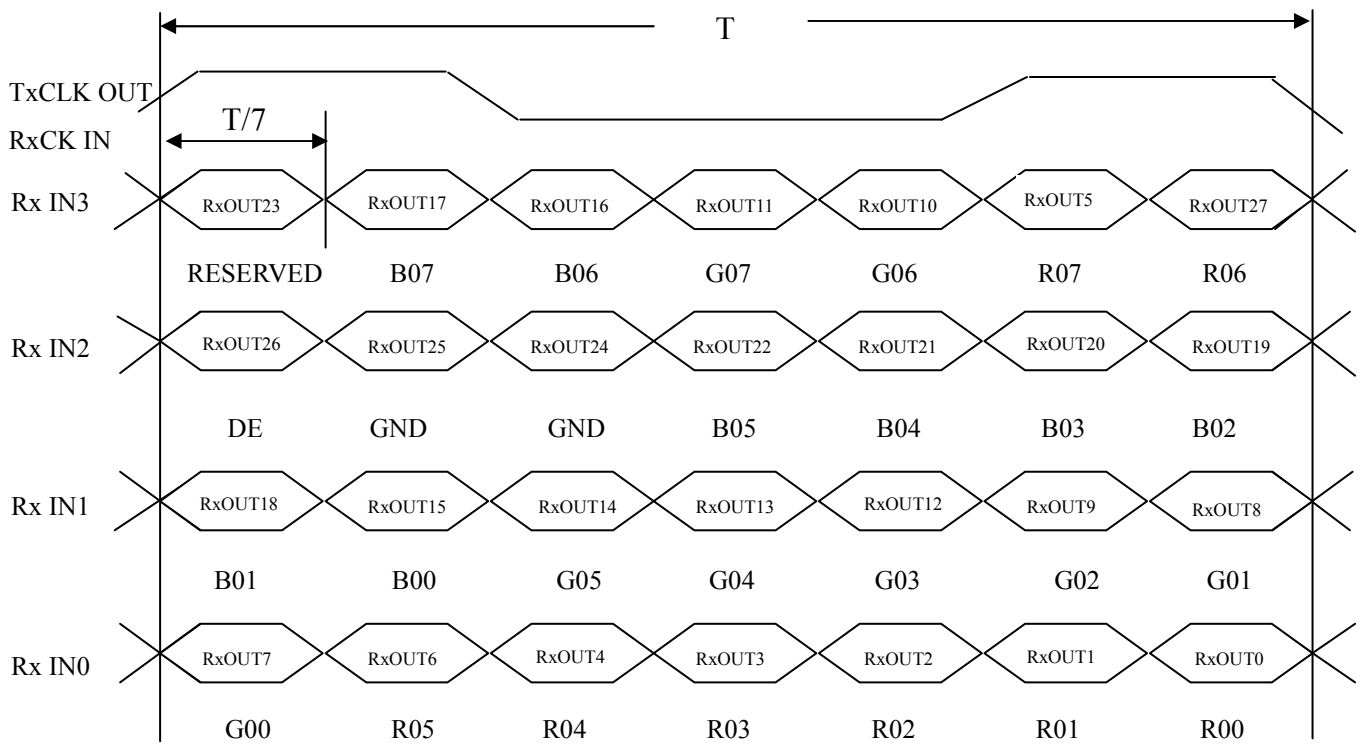 T
TxCLK OUT
T/7
RxCK IN
Rx IN3 RxOUT23 RxOUT17 RxOUT16 RxOUT11 RxOUT10 RxOUT5 RxOUT27
RESERVED B07 B06 G07 G06 R07 R06
Rx IN2 RxOUT26 RxOUT25 RxOUT24 RxOUT22 RxOUT21 RxOUT20 RxOUT19
DE GND GND B05 B04 B03 B02
Rx IN1 RxOUT18 RxOUT15 RxOUT14 RxOUT13 RxOUT12 RxOUT9 RxOUT8
B01 B00 G05 G04 G03 G02 G01
Rx IN0 RxOUT7 RxOUT6 RxOUT4 RxOUT3 RxOUT2 RxOUT1 RxOUT0
G00 R05 R04 R03 R02 R01 R00